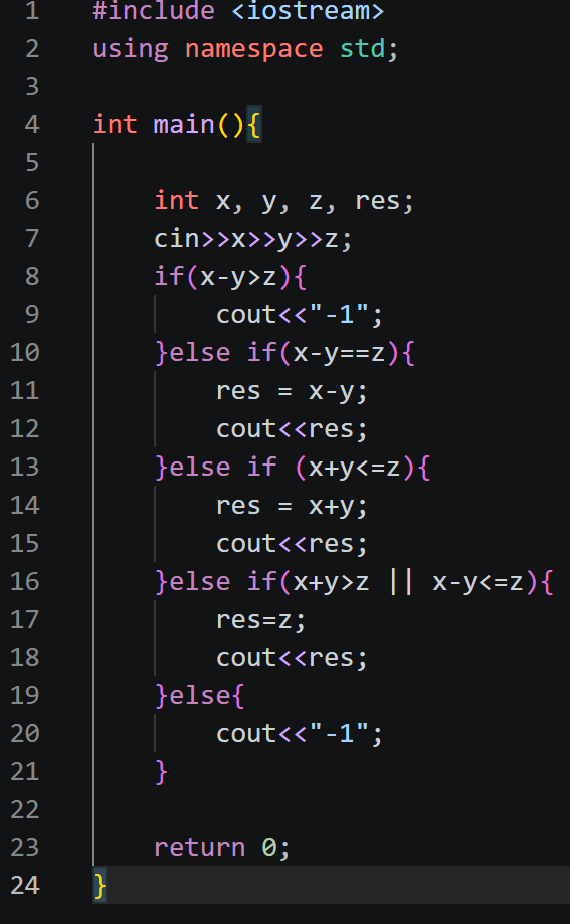 1 #include <iostream>
2 using namespace std;
3
4 int main(){
5
6 int x, y, z, res;
7 cin>>x>>y>>z;
8 if(x-y>z){
9 cout<<"-1";
10 }else if(x-y==z){
11 res = x-y;
12 cout<<res;
13 }else if (x+y<=z){
14 res = x+y;
15 cout<<res;
16 }else if(x+y>z || x-y<=z){
17 res=z;
18 cout<<res;
19 }else{
20 cout<<"-1";
21 }
22
23 return 0;
24 }